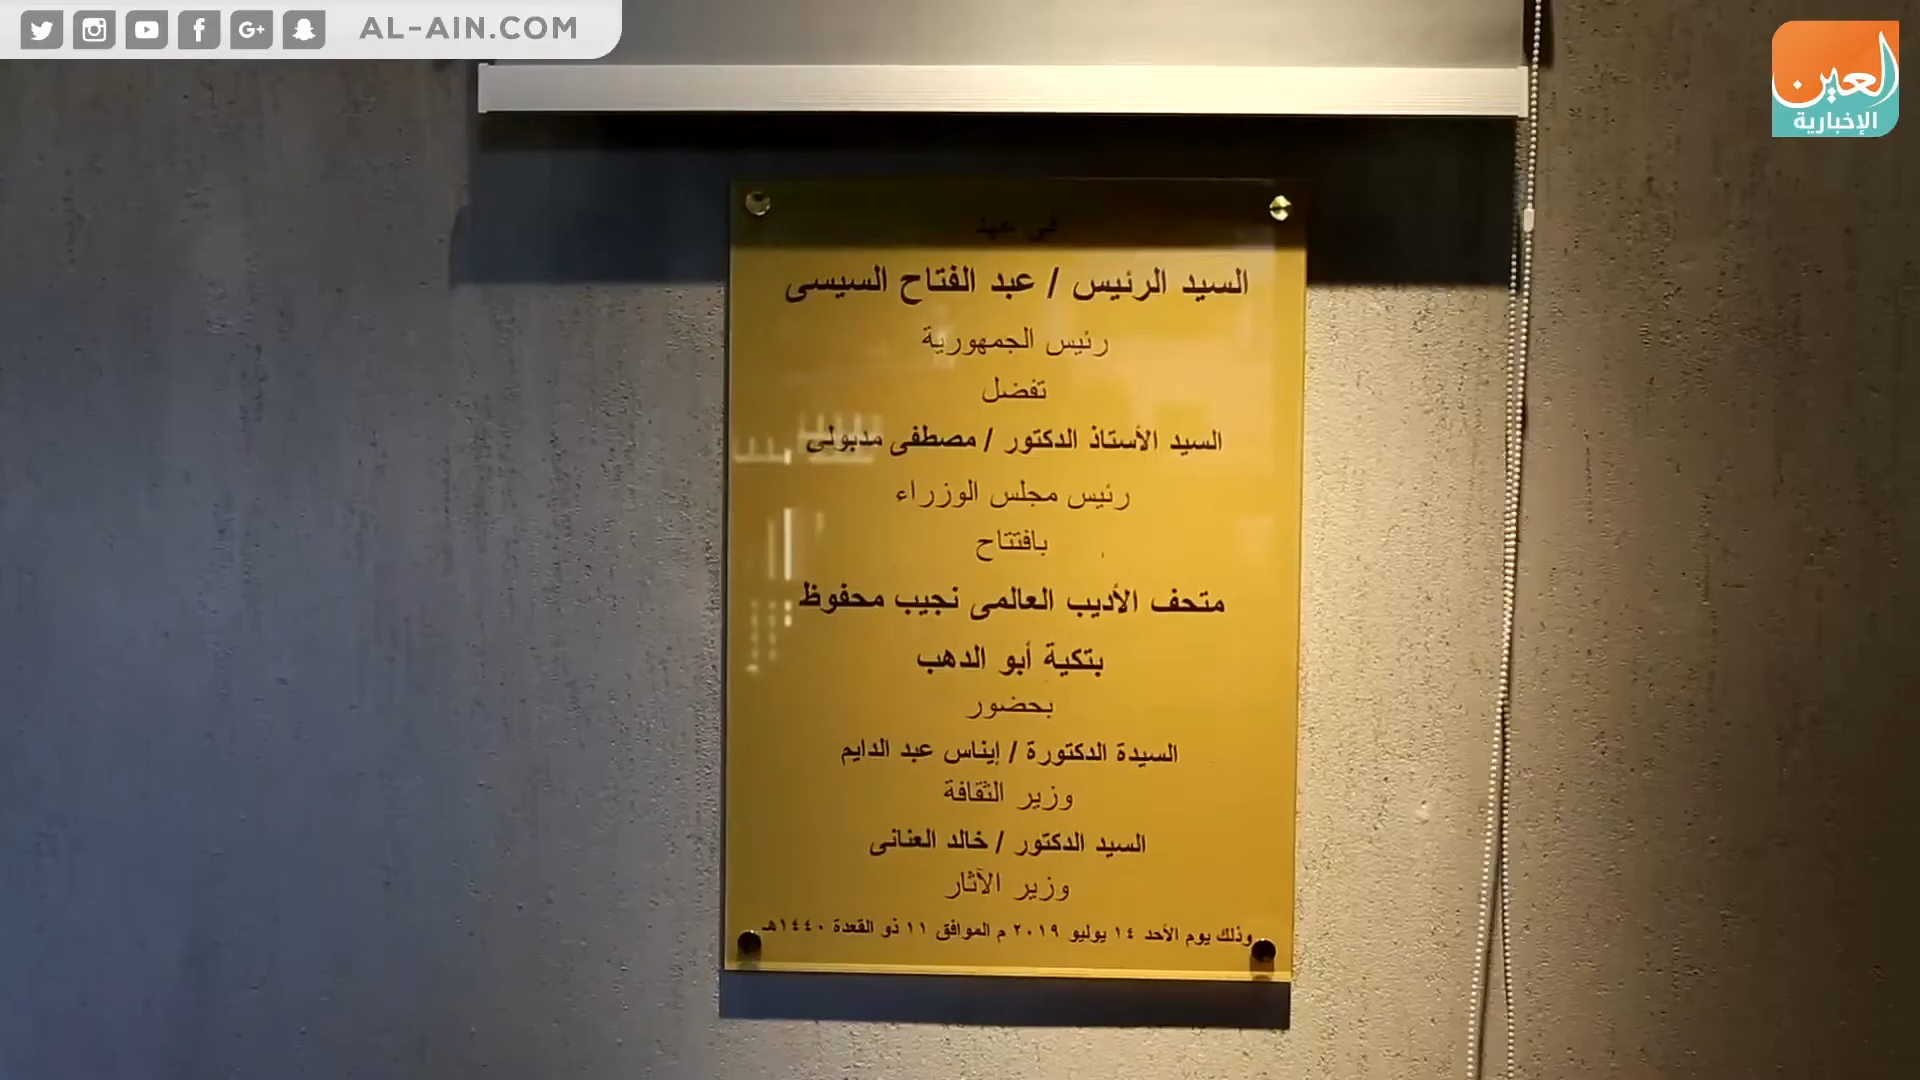 AL-AIN.COM
العين
الإخبارية
في عهد
السيد الرئيس / عبد الفتاح السيسى
رئيس الجمهورية
تفضل
السيد الأستاذ الدكتور / مصطفى مدبولى
رئيس مجلس الوزراء
بافتتاح
متحف الأديب العالمى نجيب محفوظ
بتكية أبو الدهب
بحضور
السيدة الدكتورة / إيناس عبد الدايم
وزير الثقافة
السيد الدكتور / خالد العنانى
وزير الآثار
وذلك يوم الأحد ١٤ يوليو ٢٠١٩ م الموافق ١١ ذو القعدة ١٤٤٠هـ